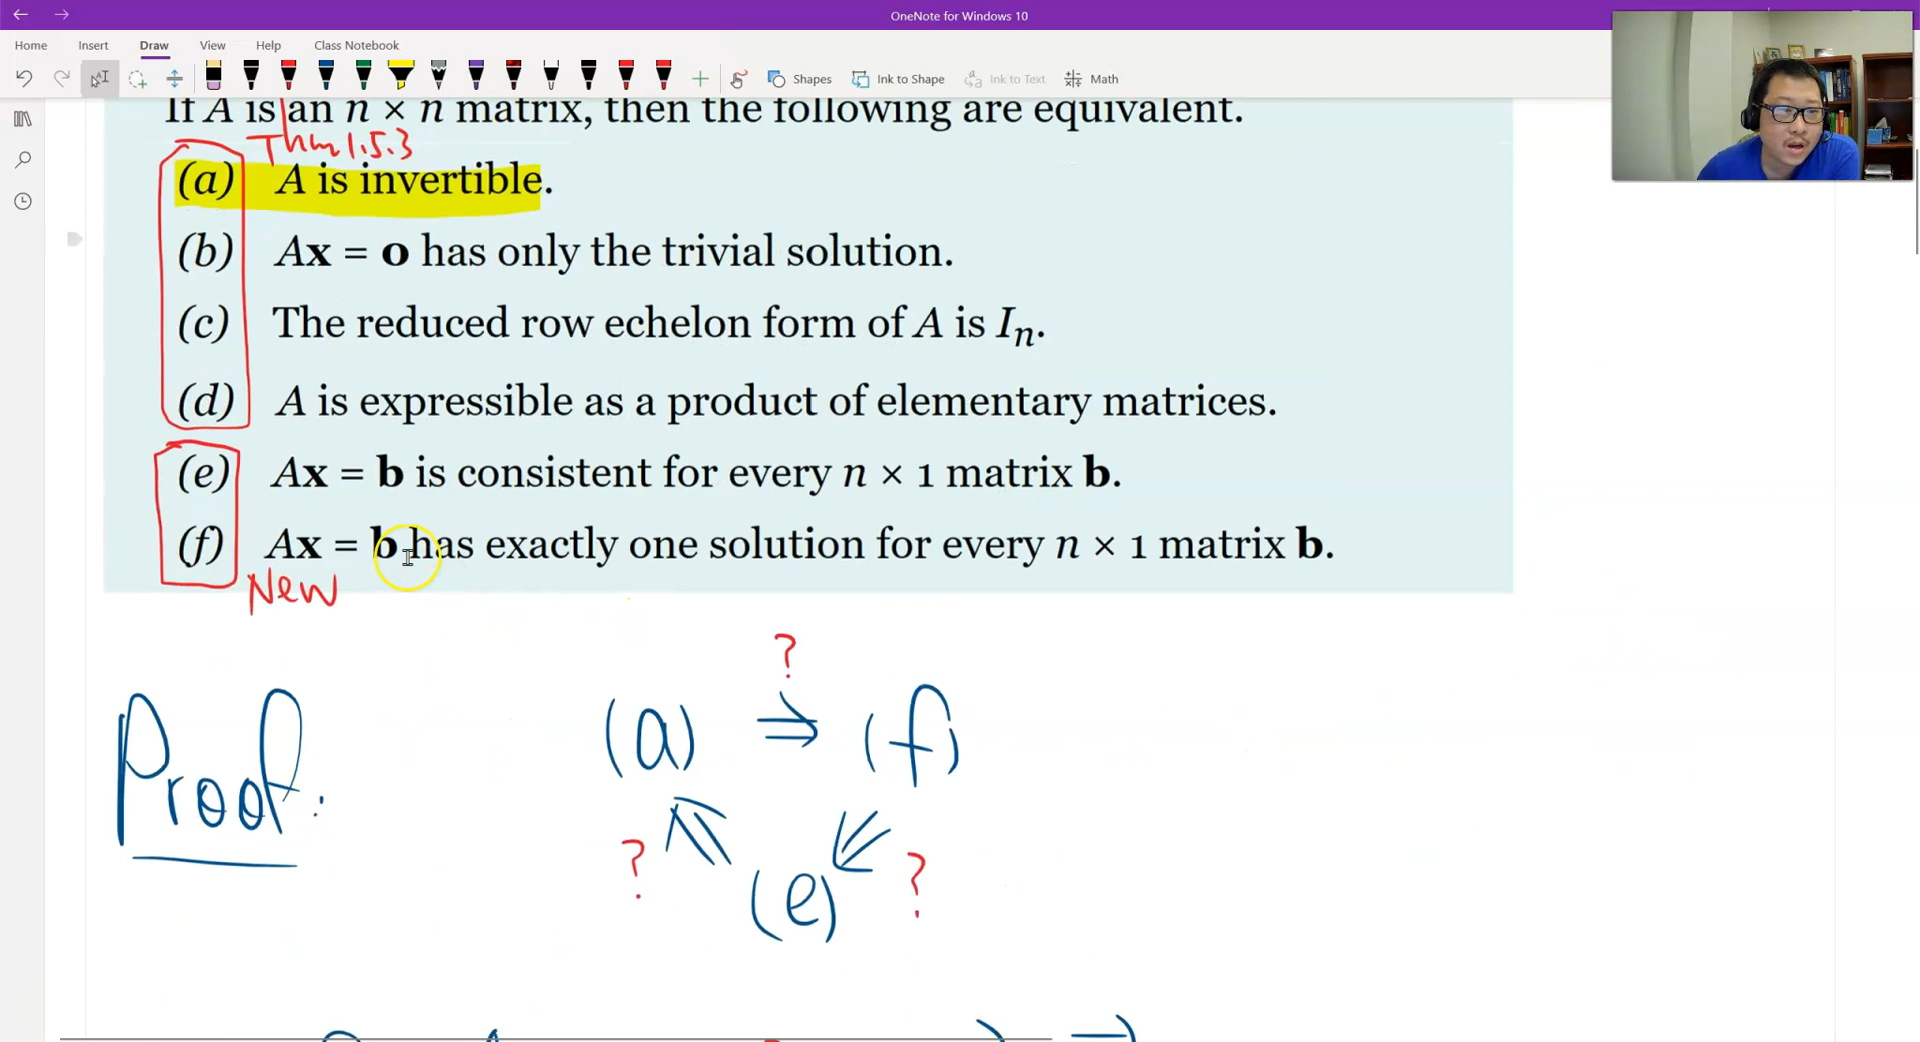 OneNote for Windows 10
Home Insert Draw View Help Class Notebook
Shapes Ink to Shape Ink to Text Math
If A is an n × n matrix, then the following are equivalent.
Thm 1.5.3
(a) A is invertible.
(b) Ax = 0 has only the trivial solution.
(c) The reduced row echelon form of A is Iₙ.
(d) A is expressible as a product of elementary matrices.
(e) Ax = b is consistent for every n × 1 matrix b.
(f) Ax = b has exactly one solution for every n × 1 matrix b.
New
?
Proof: (a) ⇒ (f)
? ⇖ ⇙ ?
(e)